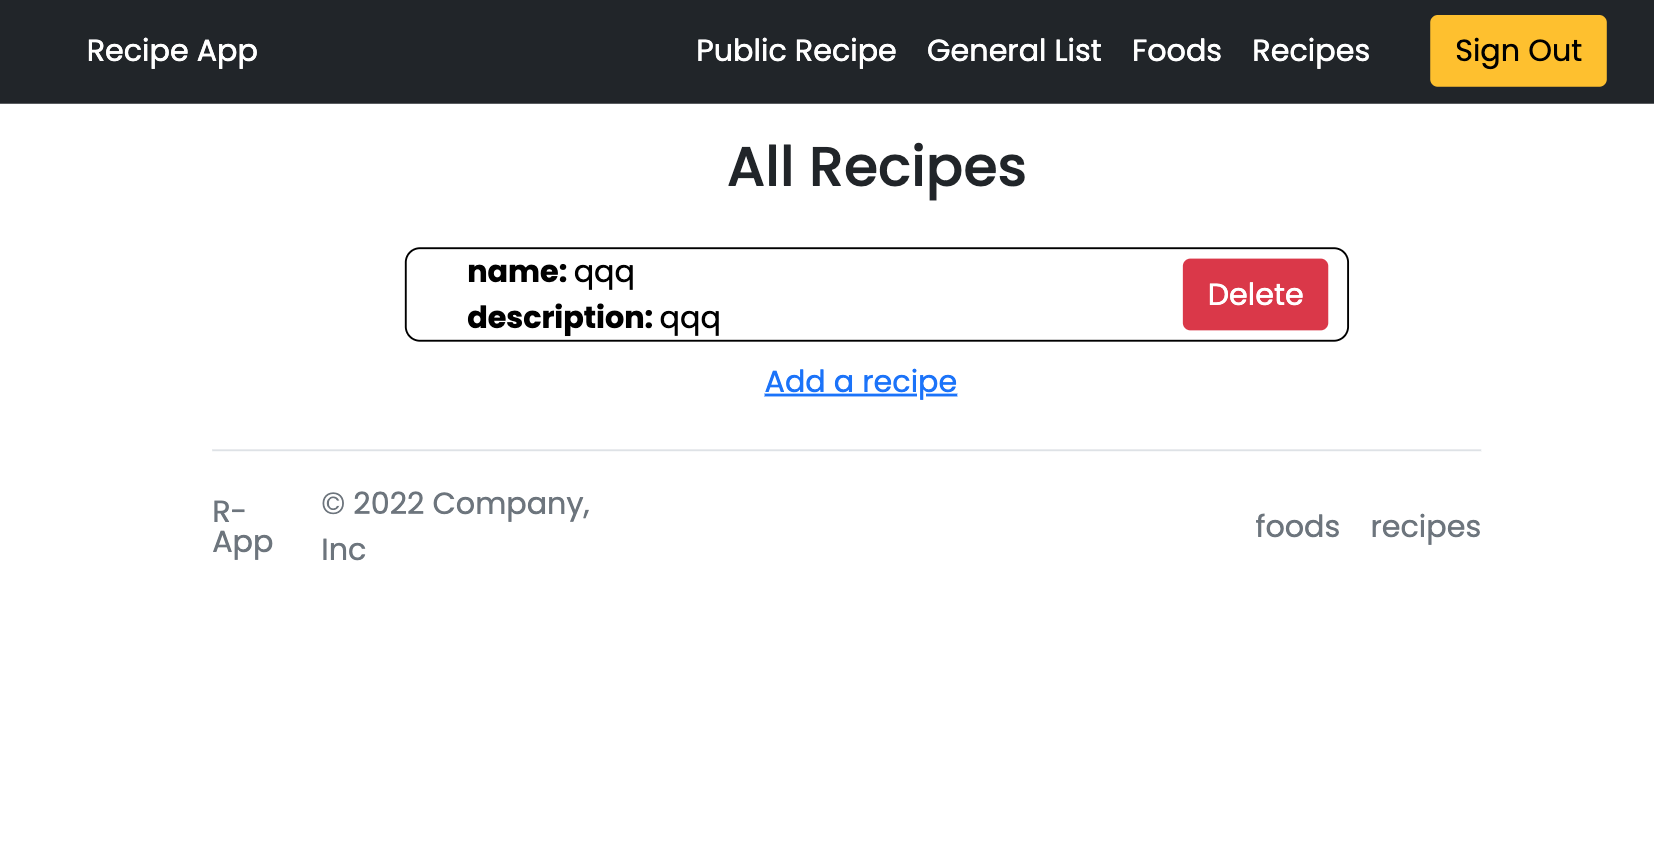 Recipe App Public Recipe General List Foods Recipes Sign Out
All Recipes
name: qqq
description: qqq
Delete
Add a recipe
R-
App
© 2022 Company,
Inc
foods recipes